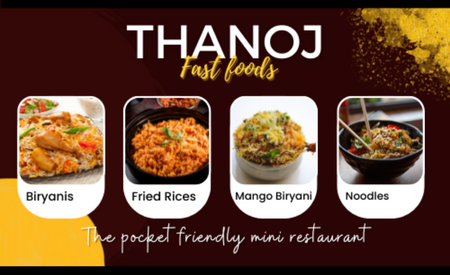 THANOJ
Fast foods
Biryanis
Fried Rices
Mango Biryani
Noodles
The pocket friendly mini restaurant